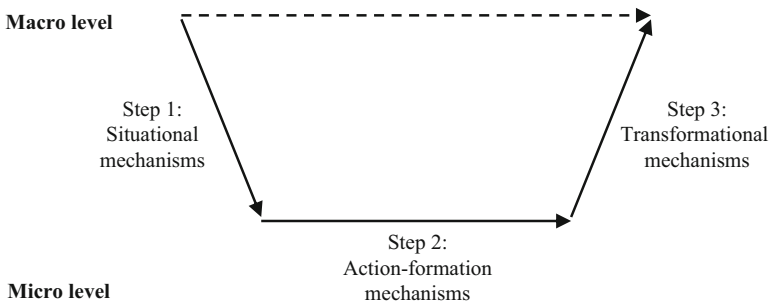 Macro level
Step 1:
Situational
mechanisms
Step 3:
Transformational
mechanisms
Step 2:
Action-formation
mechanisms
Micro level